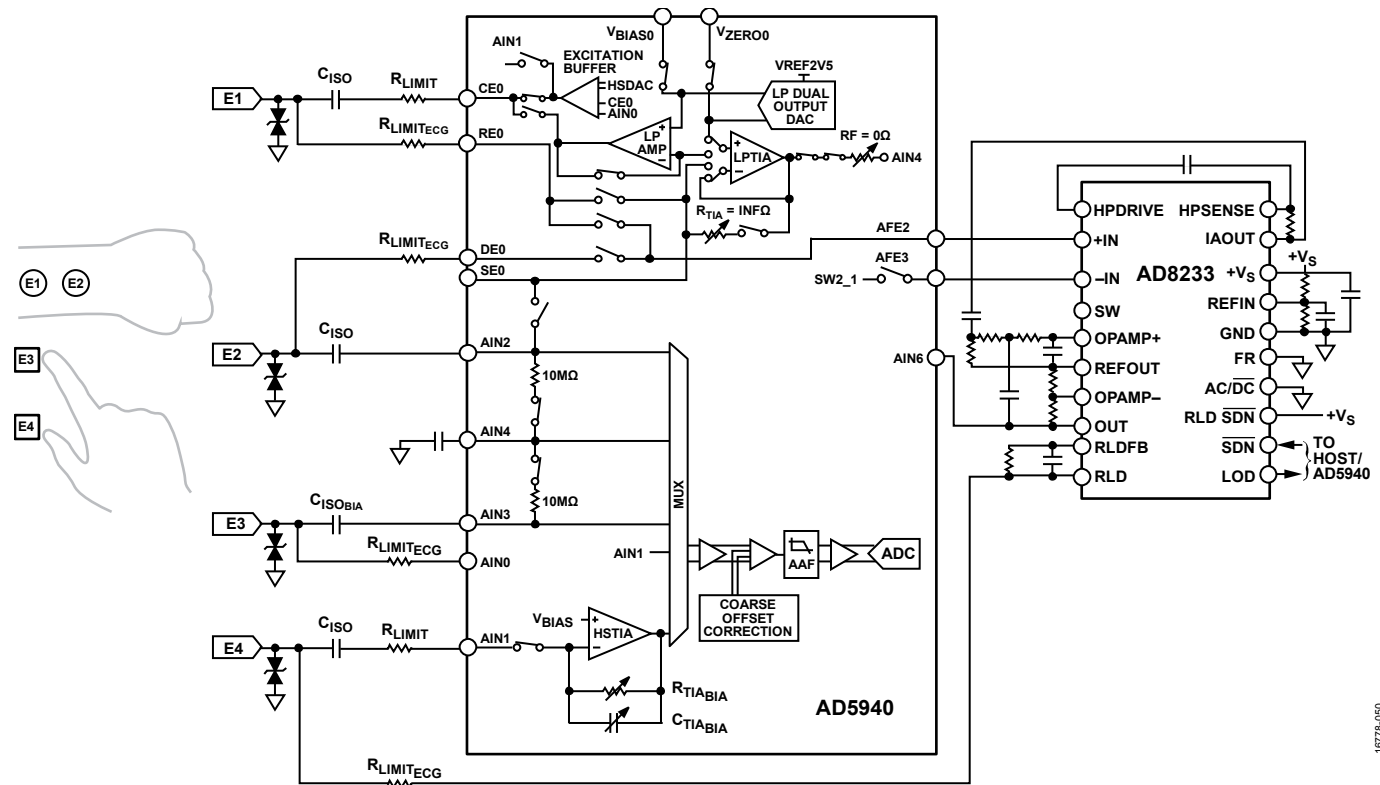 VBIAS0
VZERO0
AIN1
EXCITATION
BUFFER
HSDAC
CE0
AIN0
VREF2V5
LP DUAL
OUTPUT
DAC
E1
CISO
RLIMIT
CE0
RLIMITECG
RE0
+
LP
AMP
–
+
LPTIA
–
RF = 0Ω
AIN4
RTIA = INFΩ
RLIMITECG
DE0
SE0
AFE2
AFE3
SW2_1
E1
E2
E3
E4
E2
CISO
AIN2
10MΩ
AIN4
10MΩ
E3
CISOBIA
AIN3
RLIMITECG
AIN0
MUX
AIN1
AAF
ADC
COARSE
OFFSET
CORRECTION
E4
CISO
RLIMIT
AIN1
VBIAS
+
HSTIA
–
RTIABIA
CTIABIA
AD5940
RLIMITECG
AIN6
HPDRIVE
HPSENSE
+IN
IAOUT
AD8233
–IN
+VS
+VS
SW
REFIN
OPAMP+
GND
REFOUT
FR
OPAMP–
AC/DC
OUT
RLD SDN
+VS
RLDFB
SDN
RLD
LOD
TO
HOST/
AD5940
16778-050